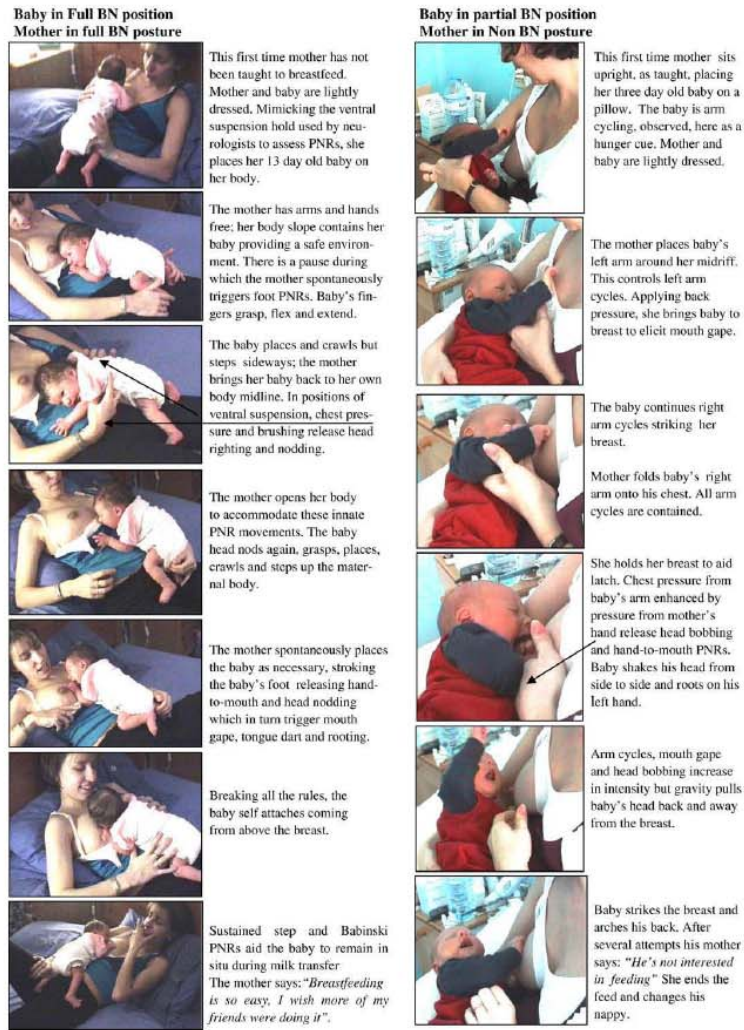 Baby in Full BN position
Mother in full BN posture
This first time mother has not
been taught to breastfeed.
Mother and baby are lightly
dressed. Mimicking the ventral
suspension hold used by neu-
rologists to assess PNRs, she
places her 13 day old baby on
her body.
The mother has arms and hands
free; her body slope contains her
baby providing a safe environ-
ment. There is a pause during
which the mother spontaneously
triggers foot PNRs. Baby's fin-
gers grasp, flex and extend.
The baby places and crawls but
steps sideways; the mother
brings her baby back to her own
body midline. In positions of
ventral suspension, chest pres-
sure and brushing release head
righting and nodding.
The mother opens her body
to accommodate these innate
PNR movements. The baby
head nods again, grasps, places,
crawls and steps up the mater-
nal body.
The mother spontaneously places
the baby as necessary, stroking
the baby's foot releasing hand-
to-mouth and head nodding
which in turn trigger mouth
gape, tongue dart and rooting.
Breaking all the rules, the
baby self attaches coming
from above the breast.
Sustained step and Babinski
PNRs aid the baby to remain in
situ during milk transfer
The mother says: "Breastfeeding
is so easy, I wish more of my
friends were doing it".
Baby in partial BN position
Mother in Non BN posture
This first time mother sits
upright, as taught, placing
her three day old baby on a
pillow. The baby is arm
cycling, observed, here as a
hunger cue. Mother and
baby are lightly dressed.
The mother places baby's
left arm around her midriff.
This controls left arm
cycles. Applying back
pressure, she brings baby to
breast to elicit mouth gape.
The baby continues right
arm cycles striking her
breast.
Mother folds baby's right
arm onto his chest. All arm
cycles are contained.
She holds her breast to aid
latch. Chest pressure from
baby's arm enhanced by
pressure from mother's
hand release head bobbing
and hand-to-mouth PNRs.
Baby shakes his head from
side to side and roots on his
left hand.
Arm cycles, mouth gape
and head bobbing increase
in intensity but gravity pulls
baby's head back and away
from the breast.
Baby strikes the breast and
arches his back. After
several attempts his mother
says: "He's not interested
in feeding" She ends the
feed and changes his
nappy.